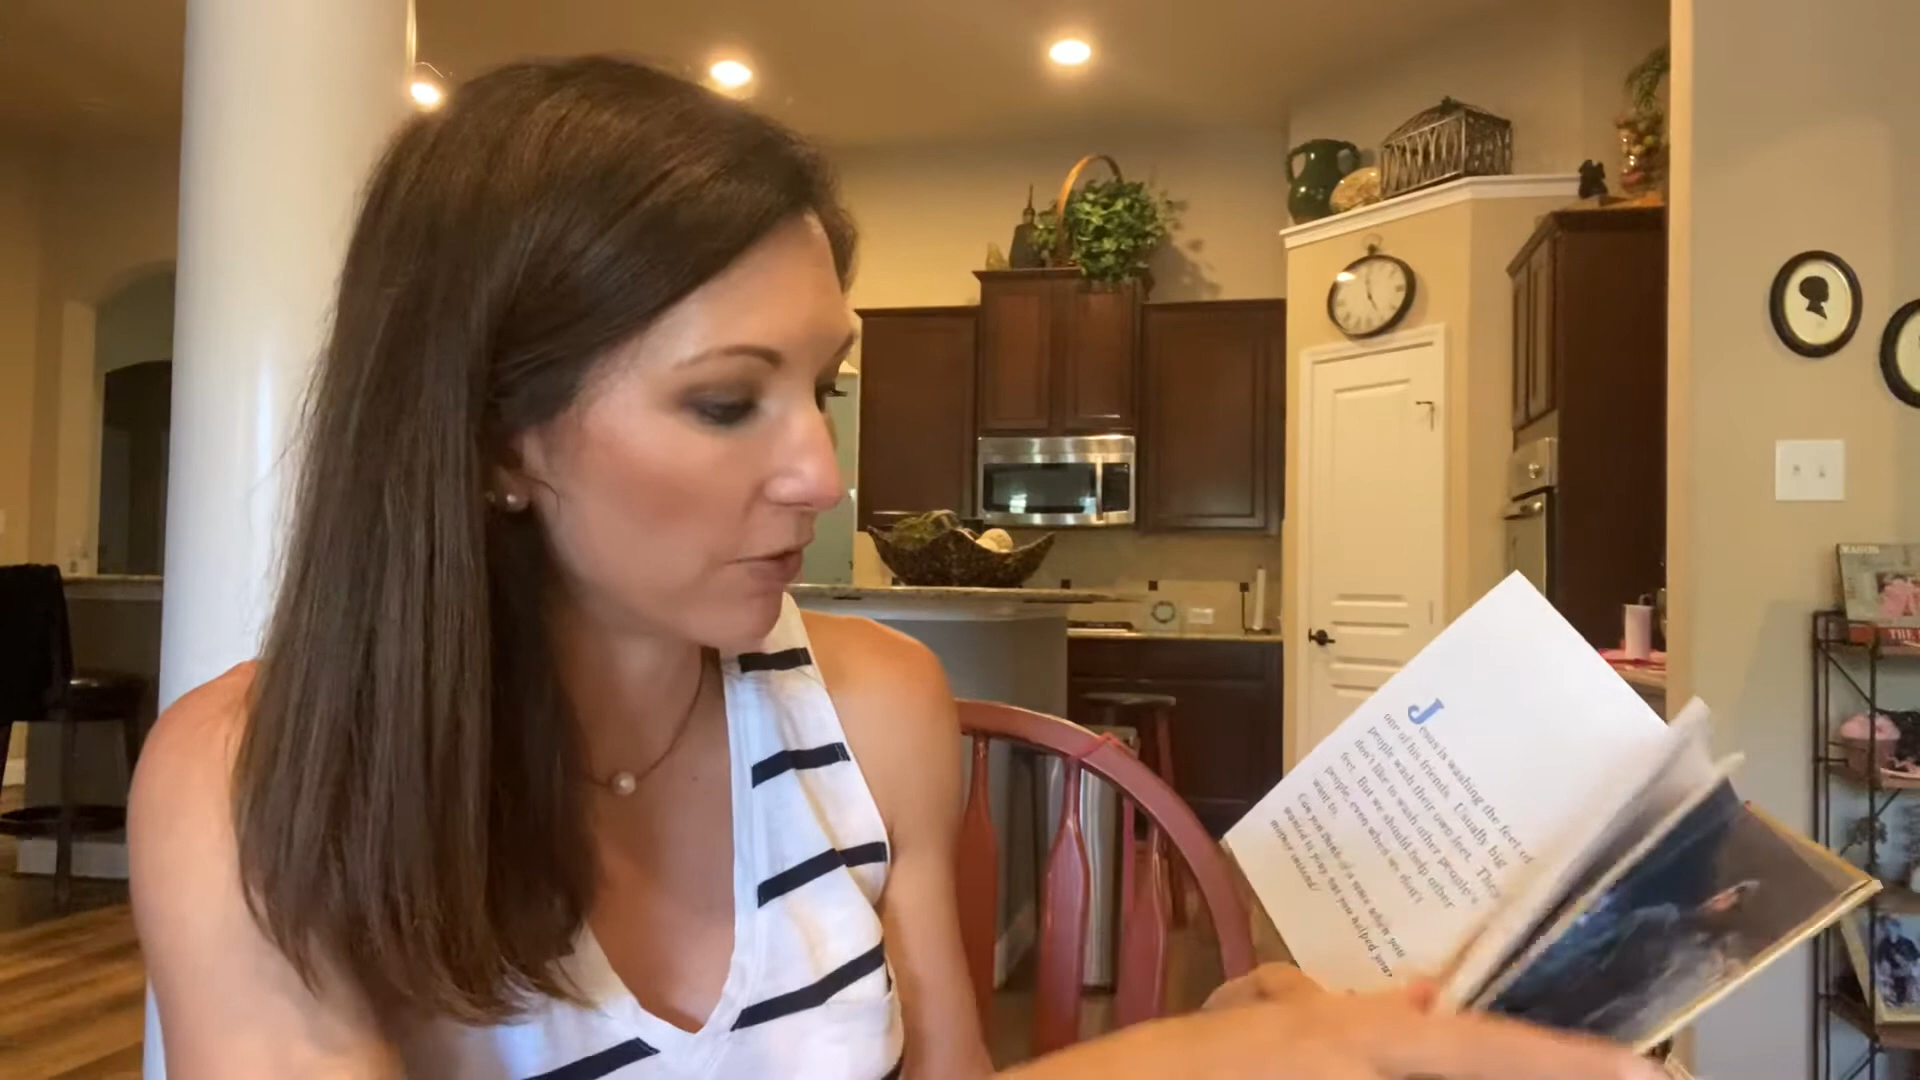 Jesus is washing the feet of
one of his friends. Usually big
people wash their own feet. They
don't like to wash other people's
feet. But we should help other
people, even when we don't
want to.
Can you think of a time when you
wanted to play, but you helped your
mother instead?
THE